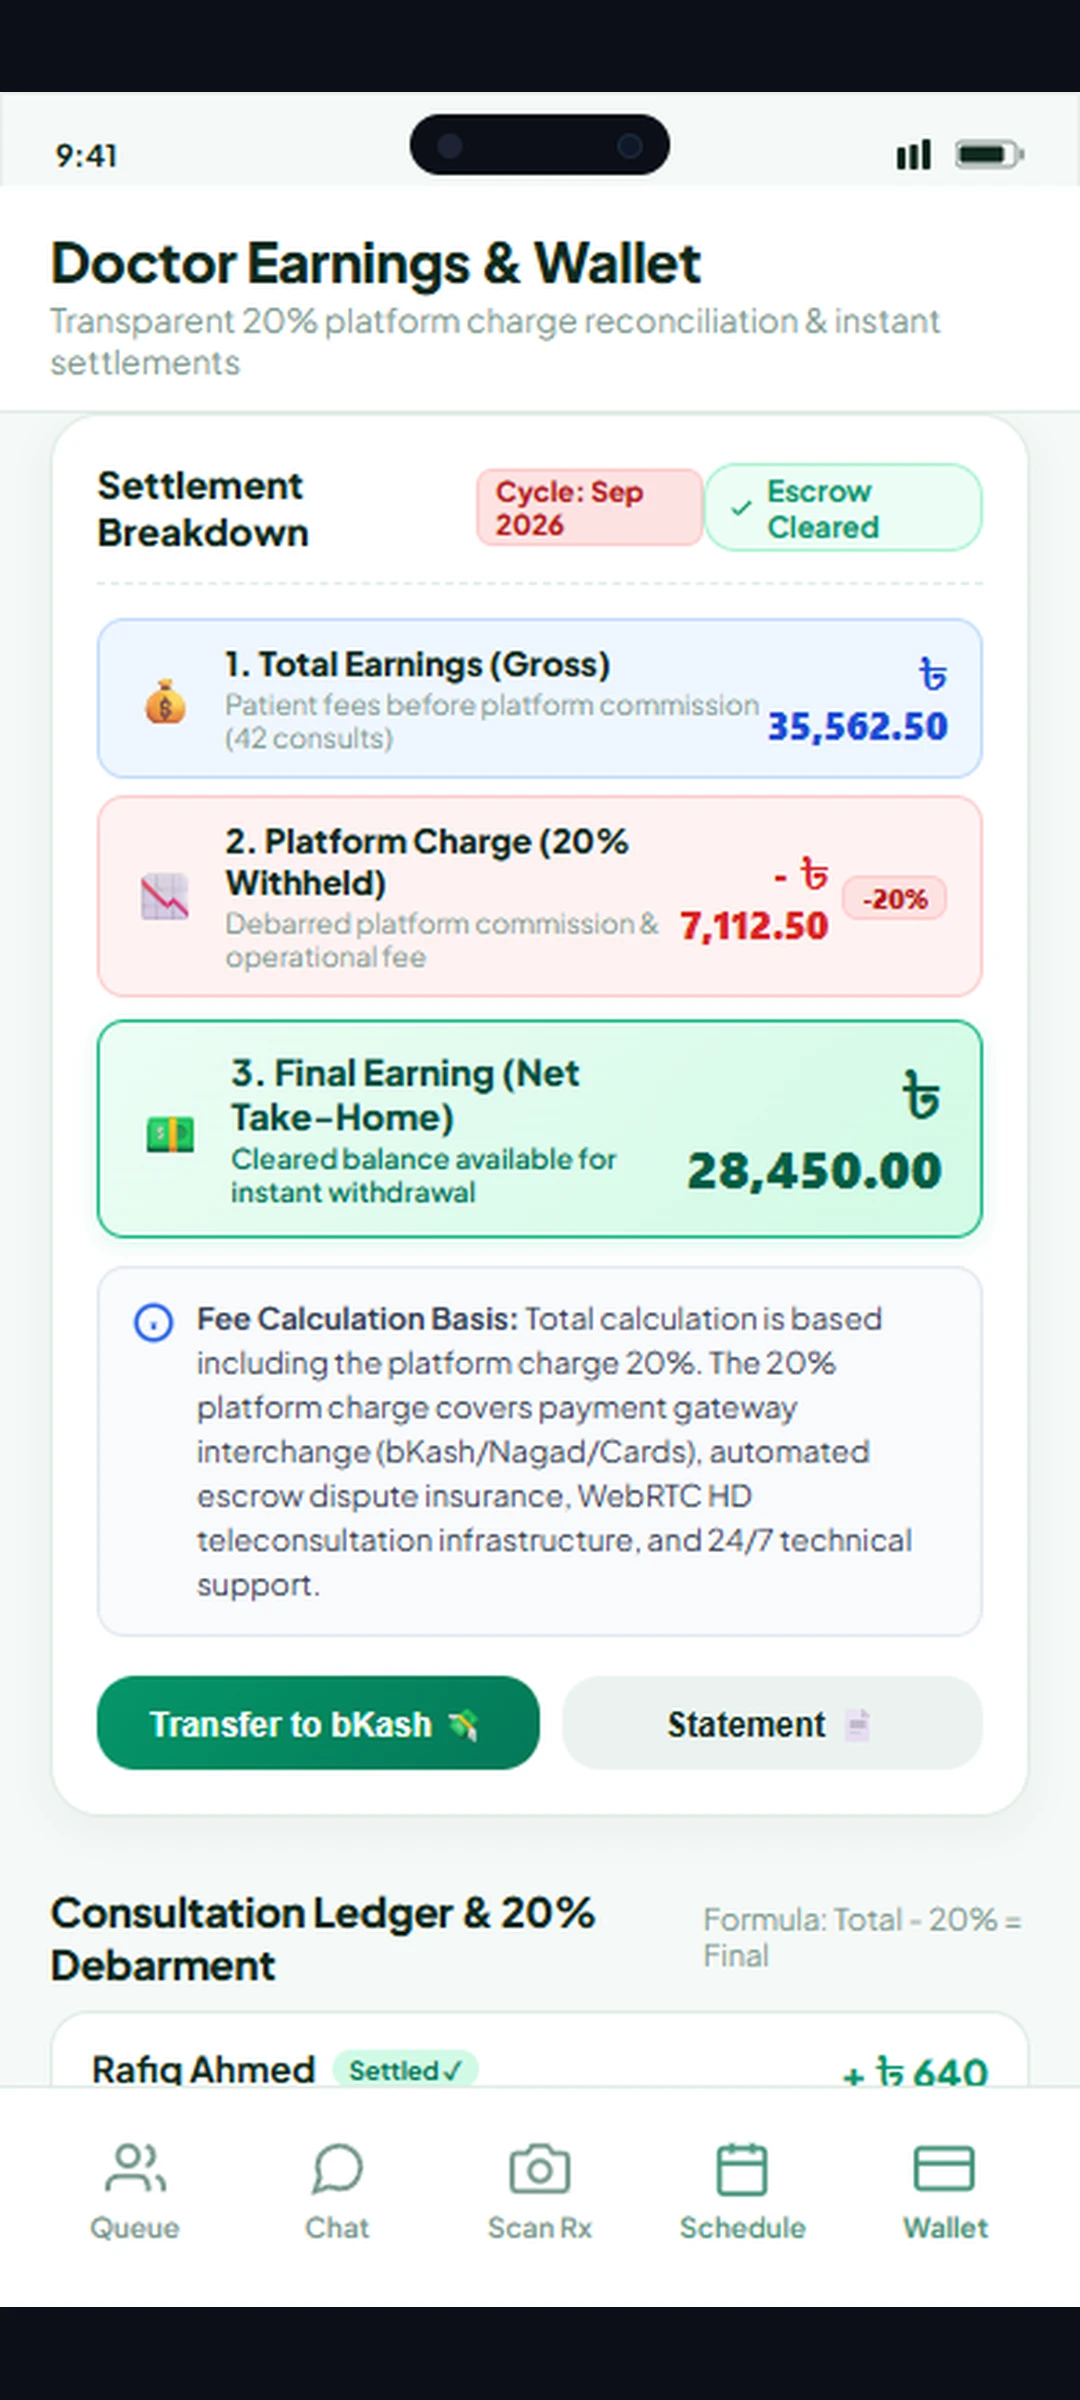 9:41
Doctor Earnings & Wallet
Transparent 20% platform charge reconciliation & instant
settlements
Settlement
Breakdown
Cycle: Sep
2026
✓ Escrow
Cleared
1. Total Earnings (Gross)
Patient fees before platform commission
(42 consults)
৳
35,562.50
2. Platform Charge (20%
Withheld)
Debarred platform commission &
operational fee
- ৳
7,112.50
-20%
3. Final Earning (Net
Take-Home)
Cleared balance available for
instant withdrawal
৳
28,450.00
Fee Calculation Basis: Total calculation is based
including the platform charge 20%. The 20%
platform charge covers payment gateway
interchange (bKash/Nagad/Cards), automated
escrow dispute insurance, WebRTC HD
teleconsultation infrastructure, and 24/7 technical
support.
Transfer to bKash 💸
Statement 📄
Consultation Ledger & 20%
Debarment
Formula: Total - 20% =
Final
Rafiq Ahmed
Settled ✓
+ ৳ 640
Queue
Chat
Scan Rx
Schedule
Wallet